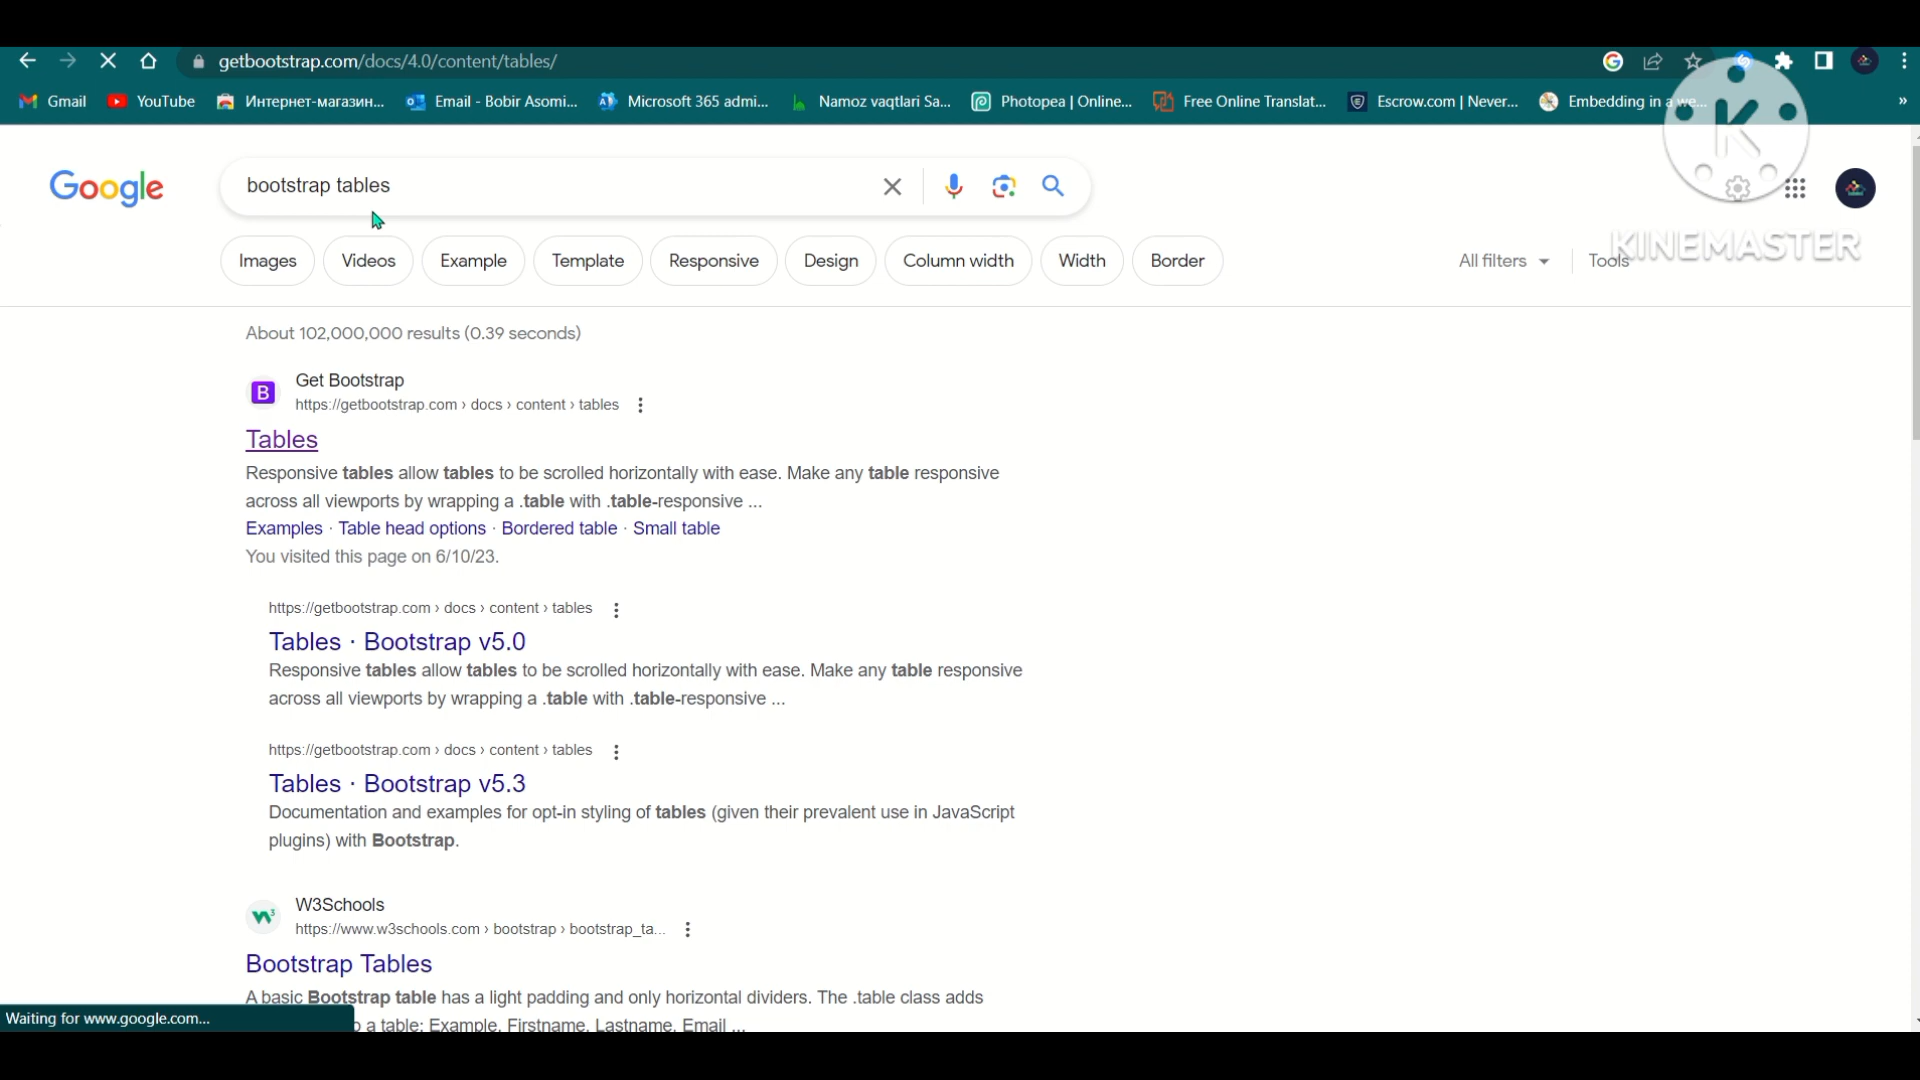 getbootstrap.com/docs/4.0/content/tables/
Gmail YouTube Интернет-магазин... Email - Bobir Asomi... Microsoft 365 admi... Namoz vaqtlari Sa... Photopea | Online... Free Online Translat... Escrow.com | Never... Embedding in a we... »
Google bootstrap tables
KINEMASTER
Images Videos Example Template Responsive Design Column width Width Border All filters Tools
About 102,000,000 results (0.39 seconds)
Get Bootstrap
https://getbootstrap.com › docs › content › tables
Tables
Responsive tables allow tables to be scrolled horizontally with ease. Make any table responsive
across all viewports by wrapping a .table with .table-responsive ...
Examples · Table head options · Bordered table · Small table
You visited this page on 6/10/23.
https://getbootstrap.com › docs › content › tables
Tables · Bootstrap v5.0
Responsive tables allow tables to be scrolled horizontally with ease. Make any table responsive
across all viewports by wrapping a .table with .table-responsive ...
https://getbootstrap.com › docs › content › tables
Tables · Bootstrap v5.3
Documentation and examples for opt-in styling of tables (given their prevalent use in JavaScript
plugins) with Bootstrap.
W3Schools
https://www.w3schools.com › bootstrap › bootstrap_ta...
Bootstrap Tables
A basic Bootstrap table has a light padding and only horizontal dividers. The .table class adds
a table: Example. Firstname. Lastname. Email ...
Waiting for www.google.com...